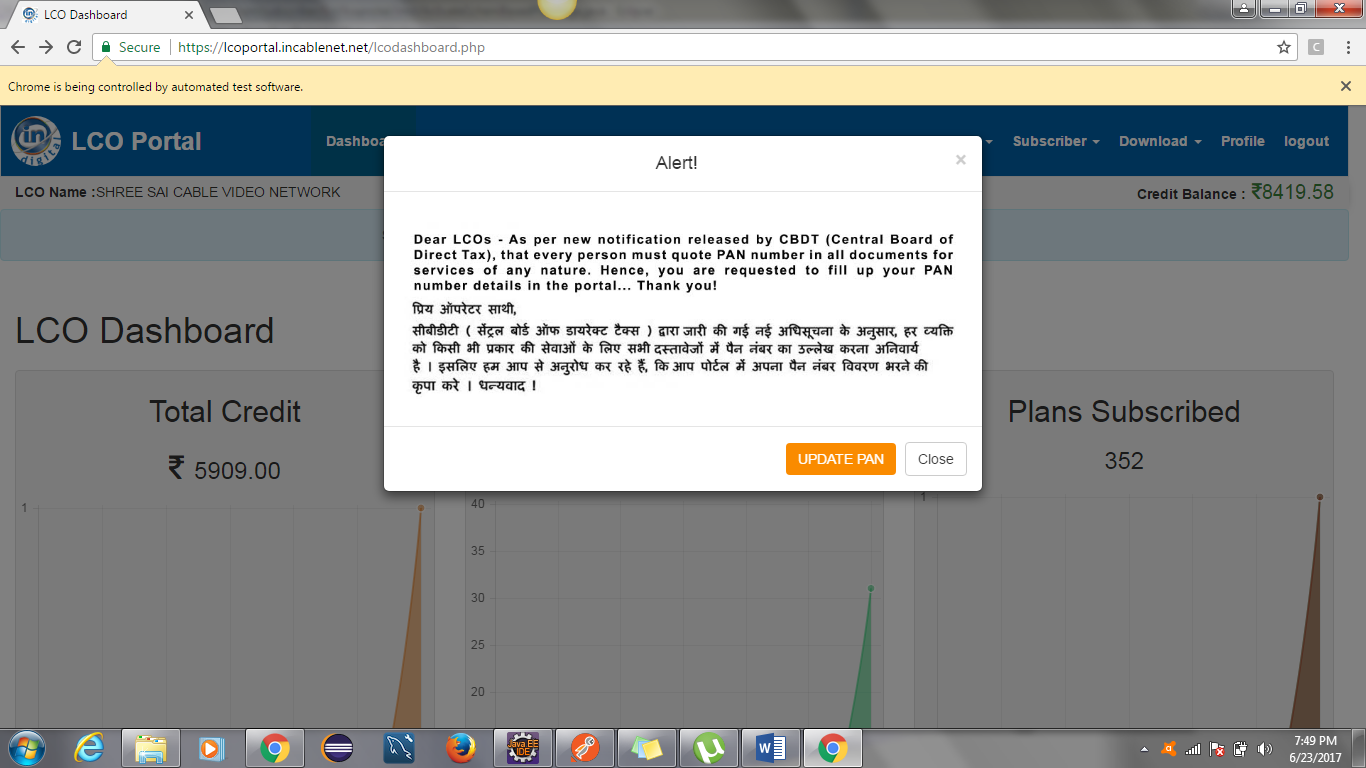 LCO Dashboard
Secure https://lcoportal.incablenet.net/lcodashboard.php
Chrome is being controlled by automated test software.
in digital LCO Portal Subscriber Download Profile logout
LCO Name :SHREE SAI CABLE VIDEO NETWORK Credit Balance : ₹8419.58
Alert!
Dear LCOs - As per new notification released by CBDT (Central Board of
Direct Tax), that every person must quote PAN number in all documents for
services of any nature. Hence, you are requested to fill up your PAN
number details in the portal... Thank you!
प्रिय ऑपरेटर साथी,
सीबीडीटी ( सेंट्रल बोर्ड ऑफ डायरेक्ट टैक्स ) द्वारा जारी की गई नई अधिसूचना के अनुसार, हर व्यक्ति
को किसी भी प्रकार की सेवाओं के लिए सभी दस्तावेजों में पैन नंबर का उल्लेख करना अनिवार्य
है । इसलिए हम आप से अनुरोध कर रहे हैं, कि आप पोर्टल में अपना पैन नंबर विवरण भरने की
कृपा करे । धन्यवाद !
UPDATE PAN Close
LCO Dashboard
Total Credit
₹ 5909.00
1
40
35
30
25
20
Plans Subscribed
352
1
Java EE IDE
7:49 PM
6/23/2017